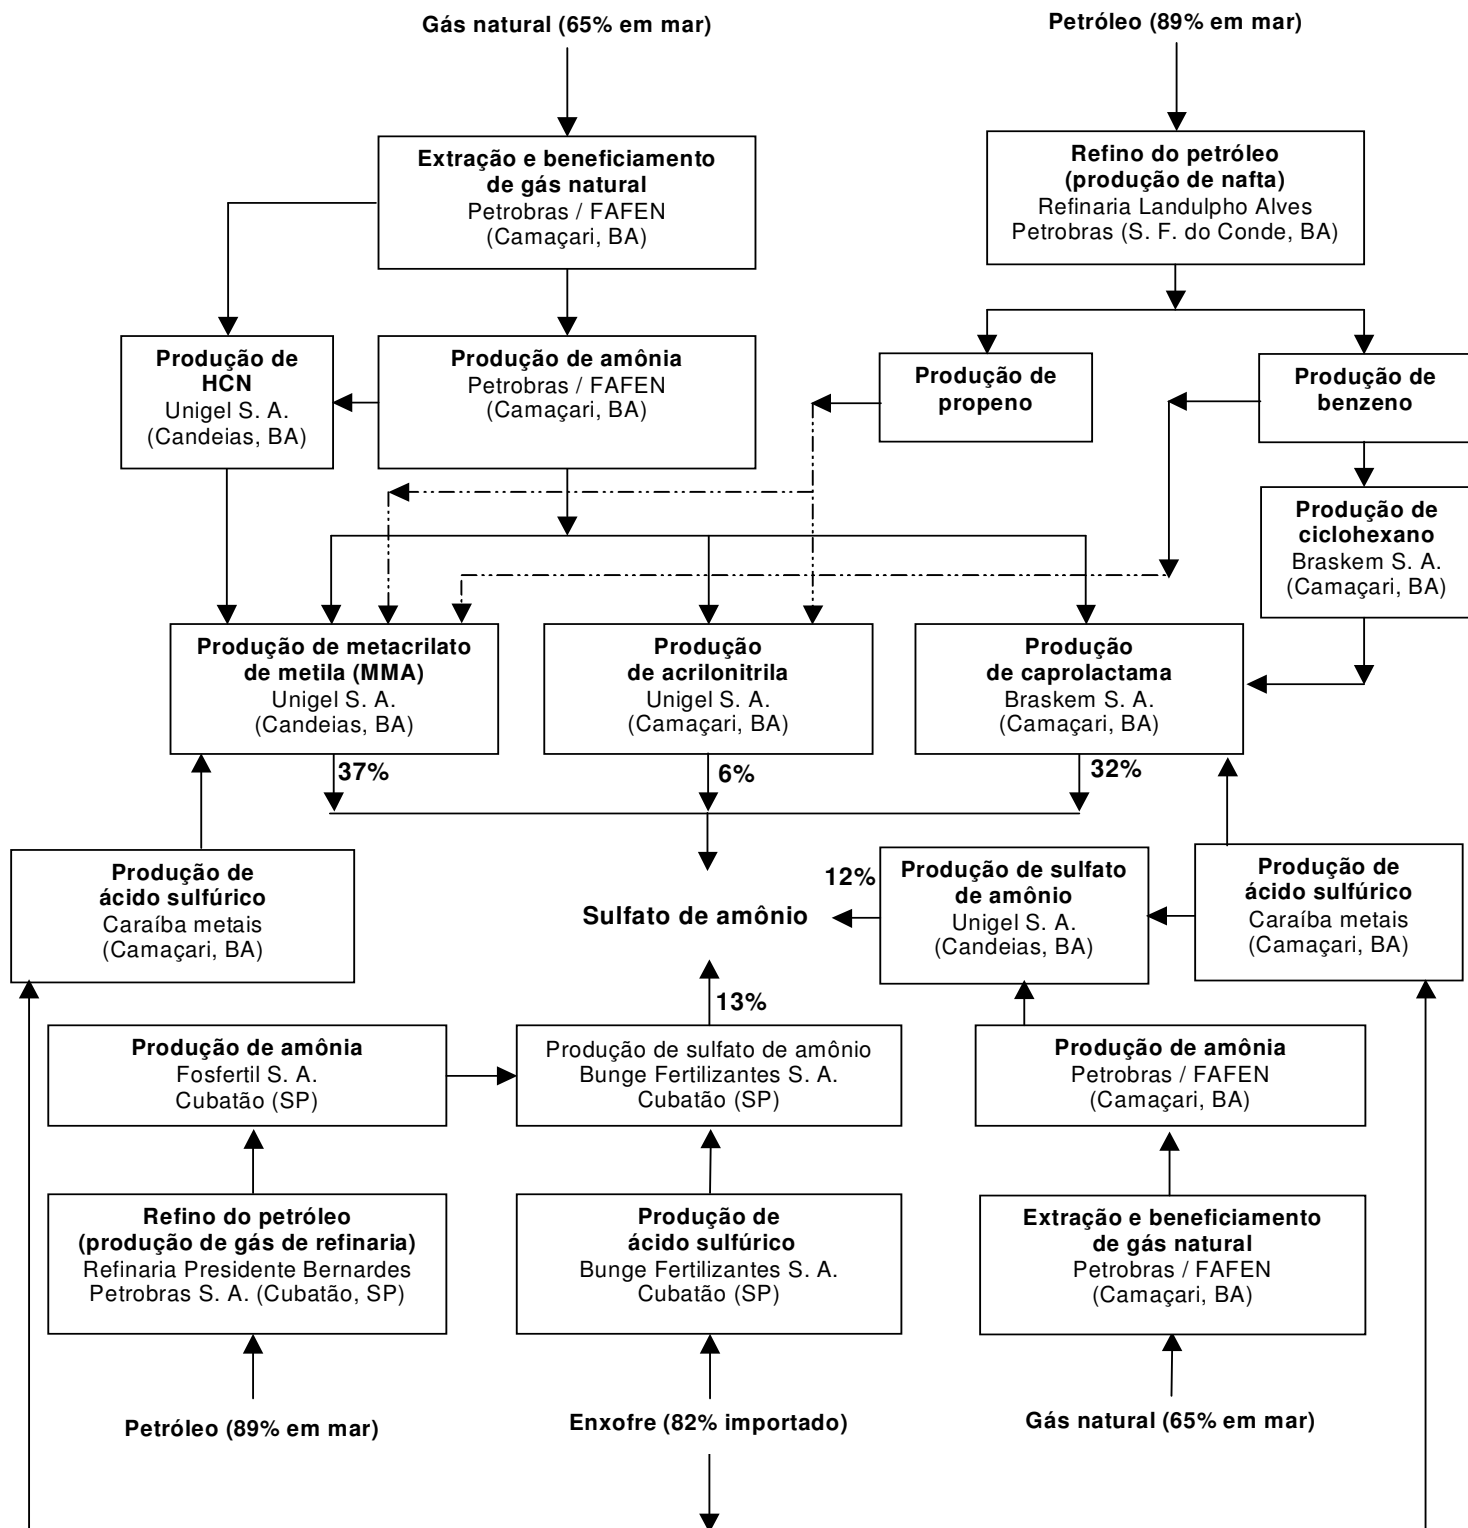 Gás natural (65% em mar)
Petróleo (89% em mar)
Extração e beneficiamento
de gás natural
Petrobras / FAFEN
(Camaçari, BA)
Refino do petróleo
(produção de nafta)
Refinaria Landulpho Alves
Petrobras (S. F. do Conde, BA)
Produção de
HCN
Unigel S. A.
(Candeias, BA)
Produção de amônia
Petrobras / FAFEN
(Camaçari, BA)
Produção de
propeno
Produção de
benzeno
Produção de
ciclohexano
Braskem S. A.
(Camaçari, BA)
Produção de metacrilato
de metila (MMA)
Unigel S. A.
(Candeias, BA)
Produção
de acrilonitrila
Unigel S. A.
(Camaçari, BA)
Produção
de caprolactama
Braskem S. A.
(Camaçari, BA)
37%
6%
32%
Produção de
ácido sulfúrico
Caraíba metais
(Camaçari, BA)
Sulfato de amônio
12%
Produção de sulfato
de amônio
Unigel S. A.
(Candeias, BA)
Produção de
ácido sulfúrico
Caraíba metais
(Camaçari, BA)
13%
Produção de amônia
Fosfertil S. A.
Cubatão (SP)
Produção de sulfato de amônio
Bunge Fertilizantes S. A.
Cubatão (SP)
Produção de amônia
Petrobras / FAFEN
(Camaçari, BA)
Refino do petróleo
(produção de gás de refinaria)
Refinaria Presidente Bernardes
Petrobras S. A. (Cubatão, SP)
Produção de
ácido sulfúrico
Bunge Fertilizantes S. A.
Cubatão (SP)
Extração e beneficiamento
de gás natural
Petrobras / FAFEN
(Camaçari, BA)
Petróleo (89% em mar)
Enxofre (82% importado)
Gás natural (65% em mar)